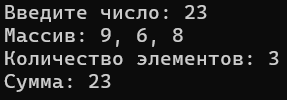 Введите число: 23
Массив: 9, 6, 8
Количество элементов: 3
Сумма: 23